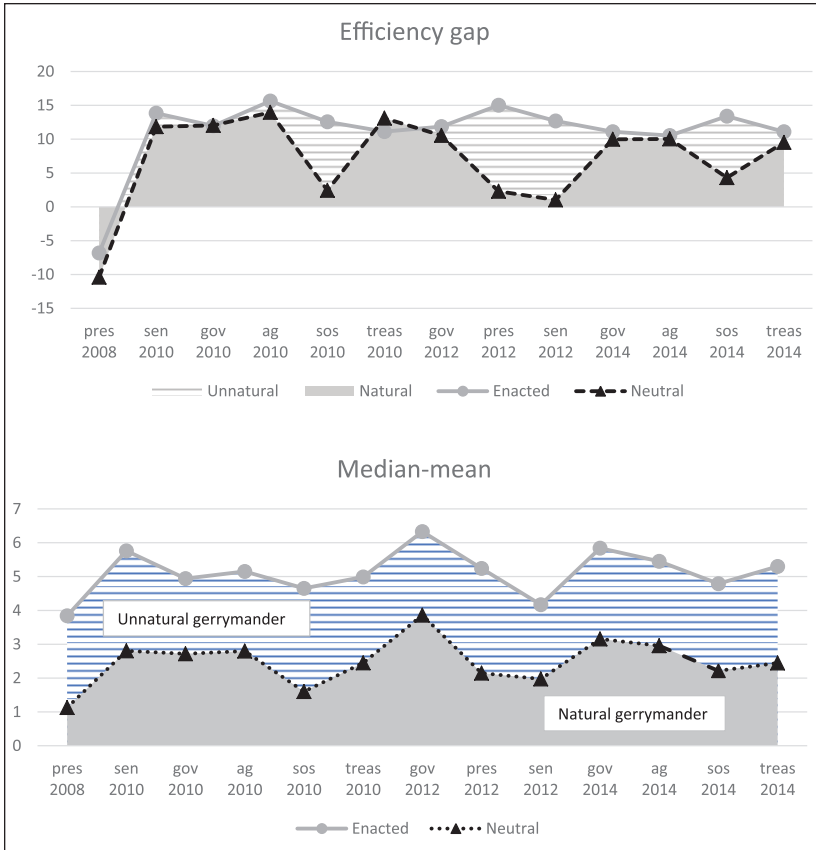 Efficiency gap
20
15
10
5
0
-5
-10
-15
pres sen gov ag sos treas gov pres sen gov ag sos treas
2008 2010 2010 2010 2010 2010 2012 2012 2012 2014 2014 2014 2014
Unnatural Natural Enacted Neutral
Median-mean
7
6
5
4
3
2
1
0
Unnatural gerrymander
Natural gerrymander
pres sen gov ag sos treas gov pres sen gov ag sos treas
2008 2010 2010 2010 2010 2010 2012 2012 2012 2014 2014 2014 2014
Enacted Neutral